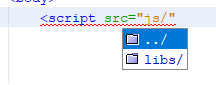 <body>
<script src="js/"
../
libs/